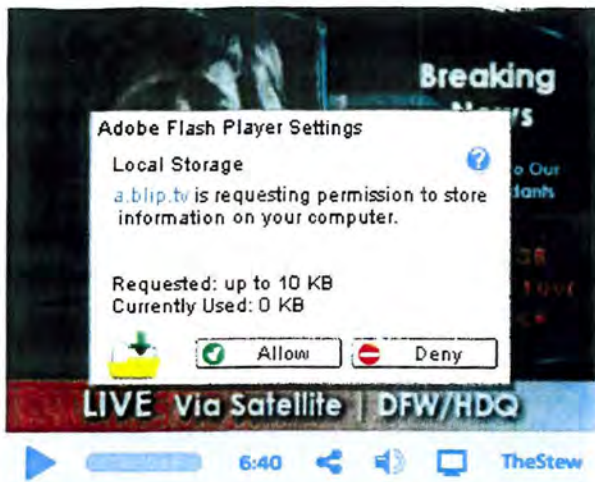 Breaking
Adobe Flash Player Settings
Local Storage
?
o Our
a.blip.tv is requesting permission to store
information on your computer.
Requested: up to 10 KB
Currently Used: 0 KB
Allow
Deny
LIVE Via Satellite | DFW/HDQ
6:40
TheStew